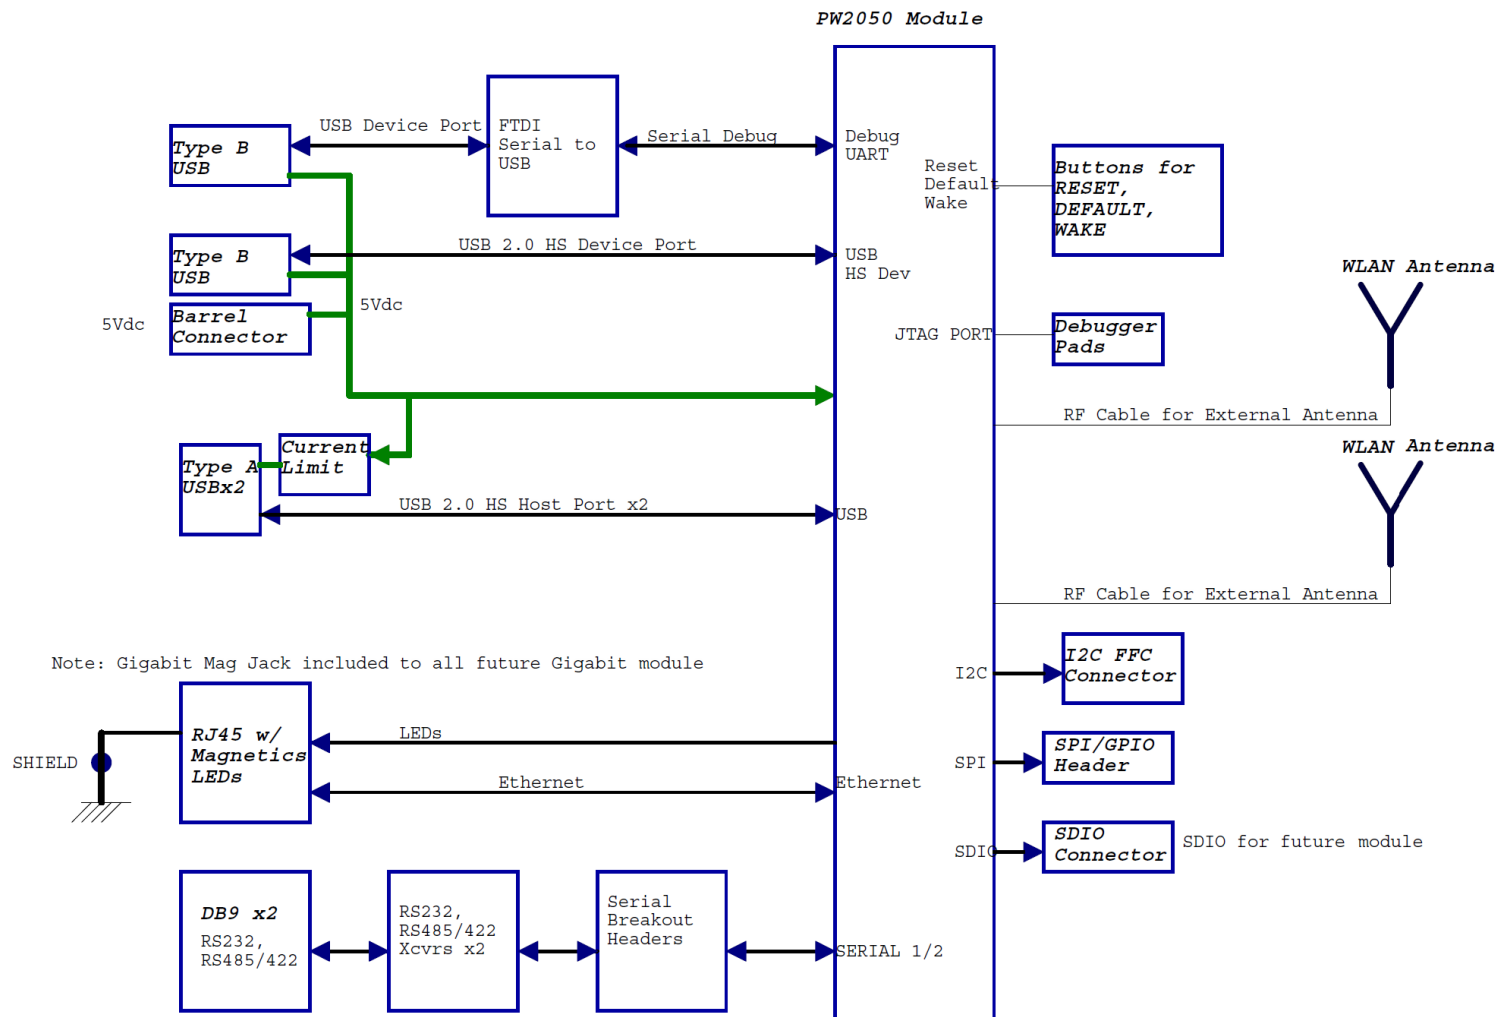 PW2050 Module
USB Device Port
Type B
USB
FTDI
Serial to
USB
Serial Debug
Debug
UART
Reset
Default
Wake
Buttons for
RESET,
DEFAULT,
WAKE
Type B
USB
USB 2.0 HS Device Port
USB
HS Dev
WLAN Antenna
5Vdc
Barrel
Connector
5Vdc
JTAG PORT
Debugger
Pads
RF Cable for External Antenna
WLAN Antenna
Type A
USBx2
Current
Limit
USB 2.0 HS Host Port x2
USB
RF Cable for External Antenna
Note: Gigabit Mag Jack included to all future Gigabit module
I2C
I2C FFC
Connector
SHIELD
RJ45 w/
Magnetics
LEDs
LEDs
Ethernet
Ethernet
SPI
SPI/GPIO
Header
SDIO
SDIO
Connector
SDIO for future module
DB9 x2
RS232,
RS485/422
RS232,
RS485/422
Xcvrs x2
Serial
Breakout
Headers
SERIAL 1/2